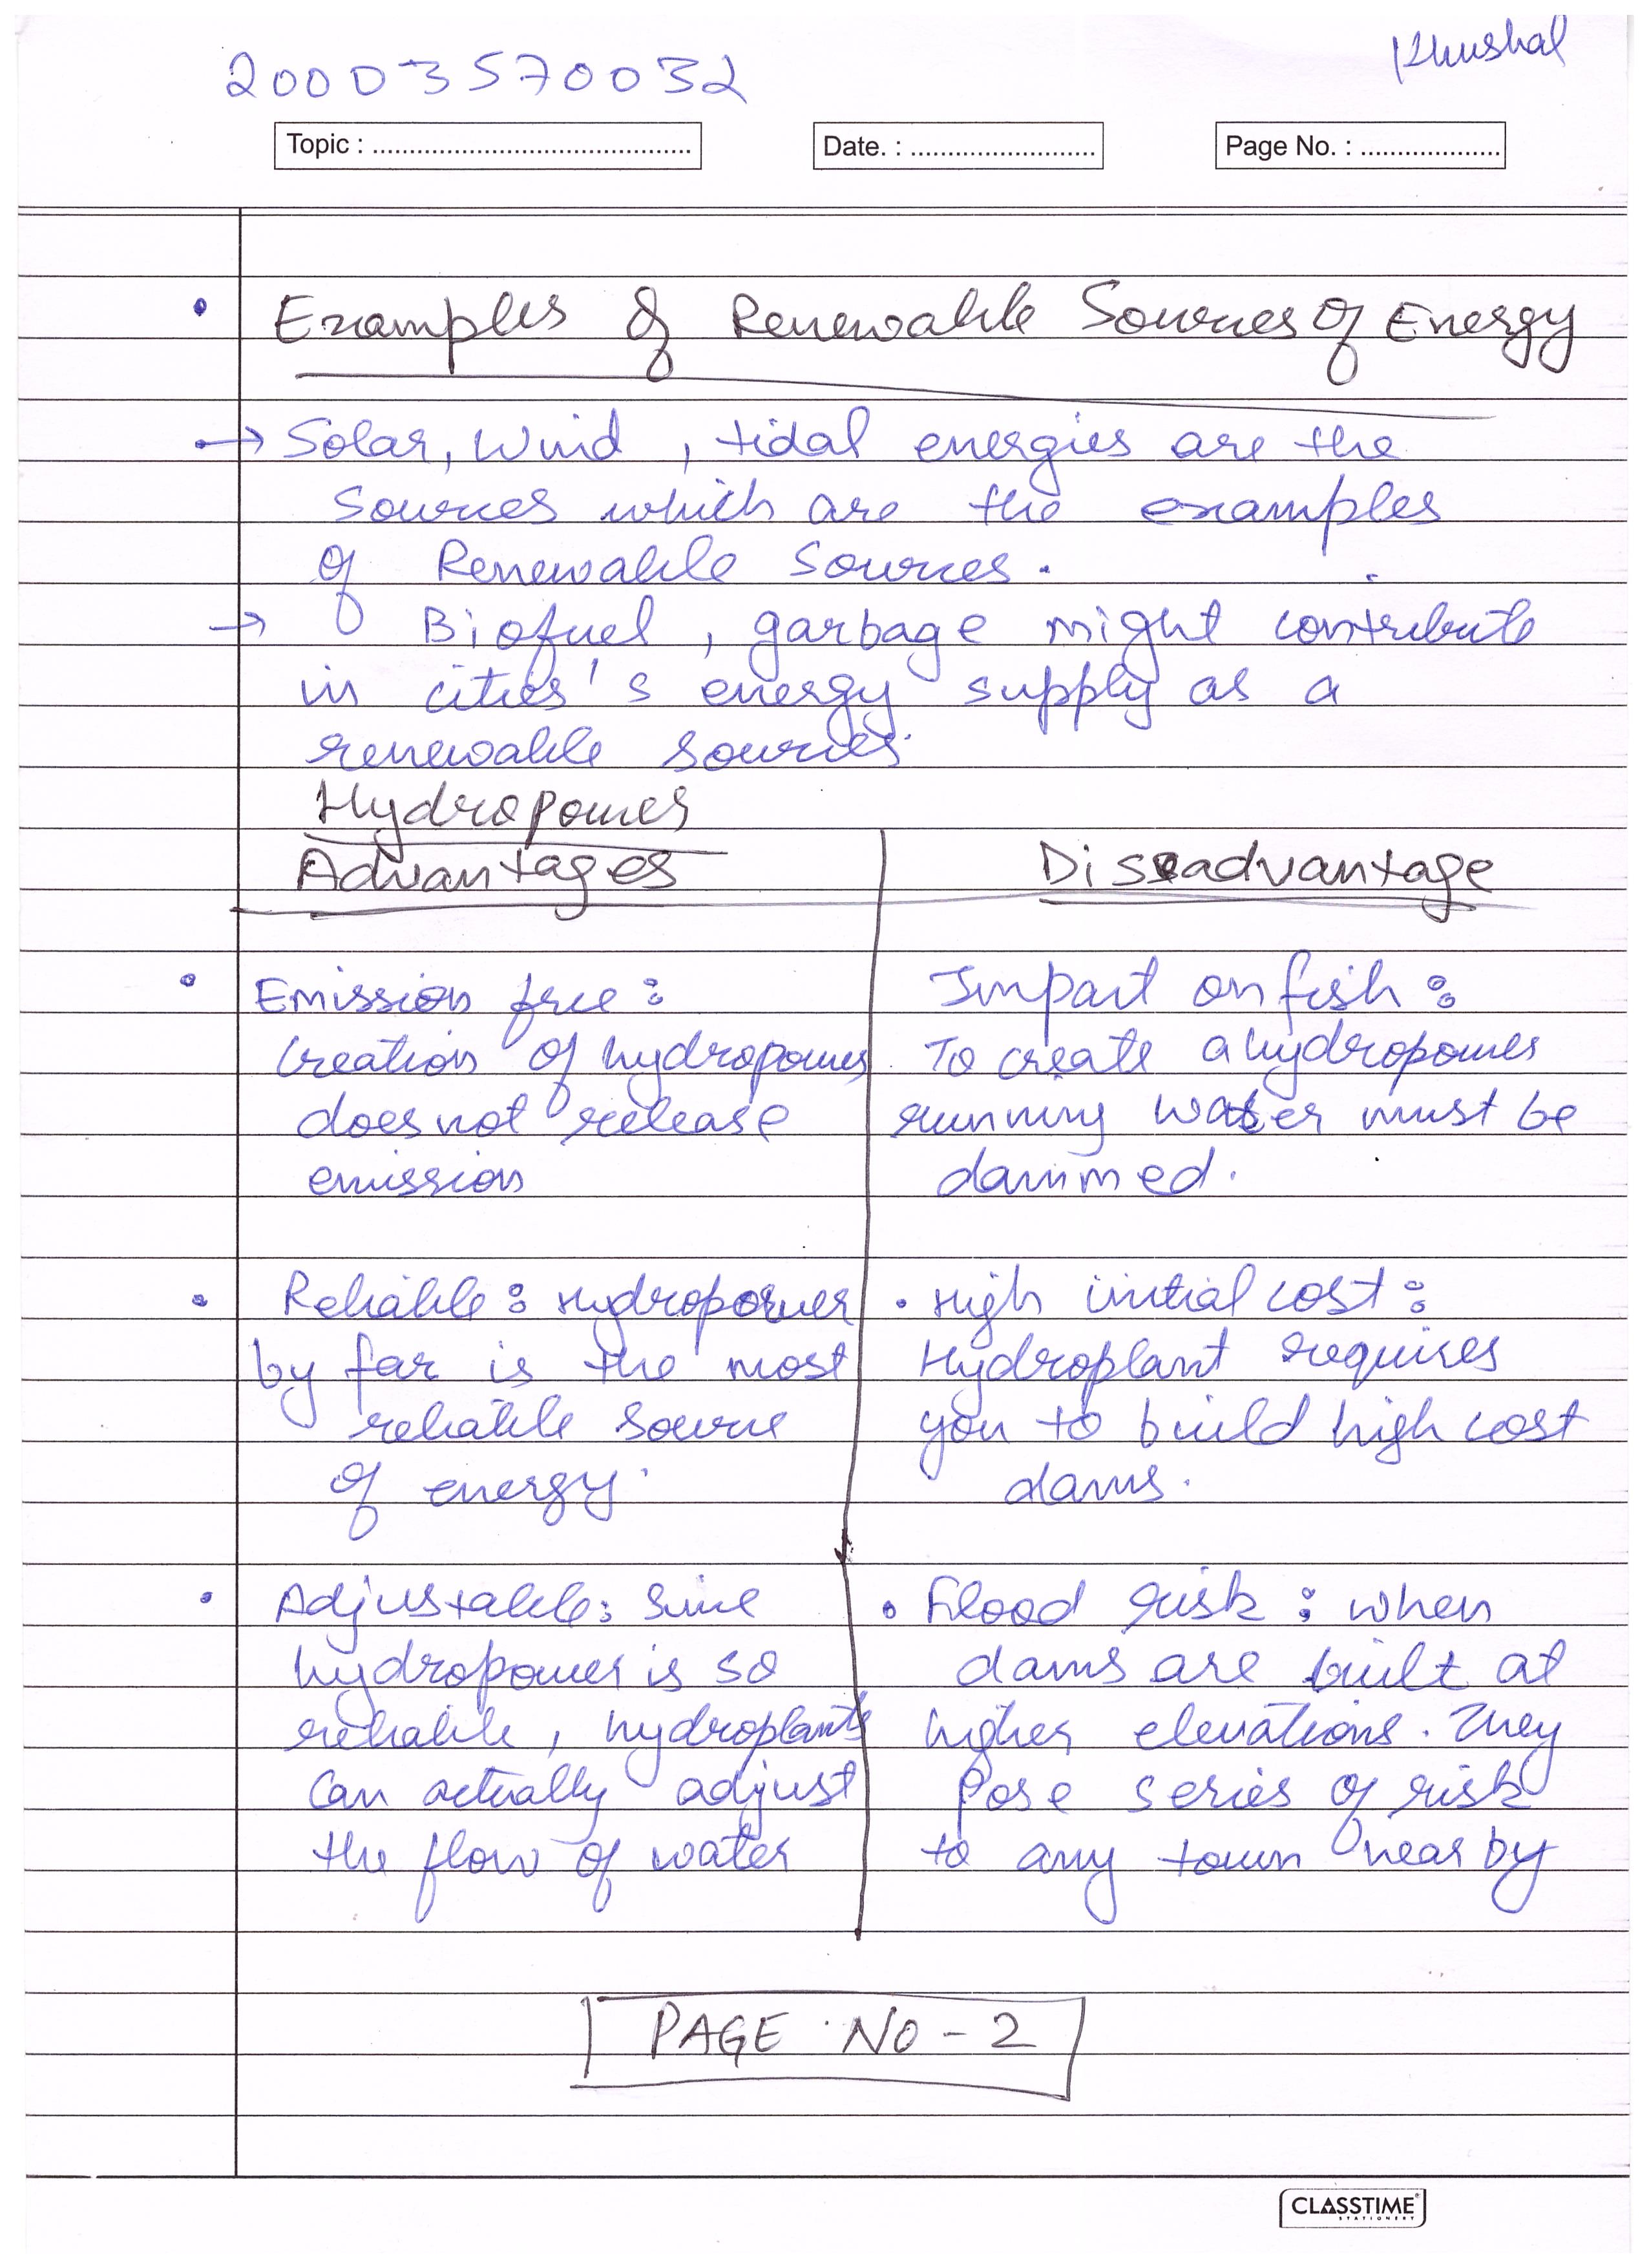 20003570032
Khushal
Topic : ...........................................
Date. : .........................
Page No. : ...................
• Examples of Renewable Sources of Energy
→ Solar, Wind , tidal energies are the
sources which are the examples
of Renewable Sources.
→ Biofuel , garbage might contribute
in cities's energy supply as a
renewable sources.
Hydropower
Advantages
• Emission free :
Creation of hydropower
does not release
emission
• Reliable : Hydropower
by far is the most
reliable source
of energy.
• Adjustable : Since
hydropower is so
reliable , hydroplants
can actually adjust
the flow of water
Disadvantage
Impact on fish :
To create a hydropower
running water must be
dammed.
• High initial cost :
Hydroplant requires
you to build high cost
dams.
• Flood risk : when
dams are built at
higher elevations. They
pose series of risk
to any town near by
PAGE NO - 2
CLASSTIME
STATIONERY